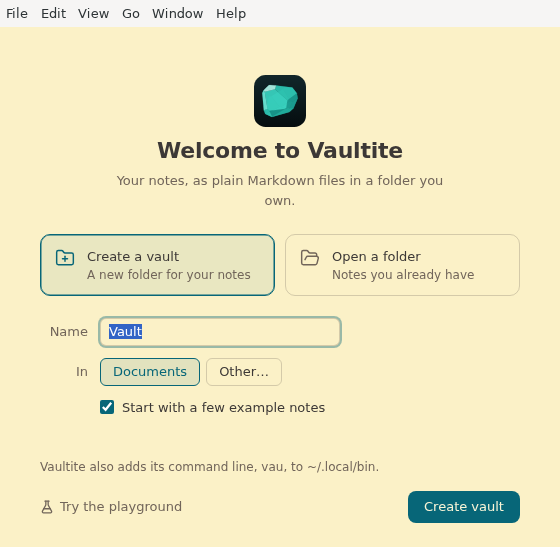 File Edit View Go Window Help
Welcome to Vaultite
Your notes, as plain Markdown files in a folder you
own.
Create a vault
A new folder for your notes
Open a folder
Notes you already have
Name Vault
In Documents Other...
Start with a few example notes
Vaultite also adds its command line, vau, to ~/.local/bin.
Try the playground
Create vault